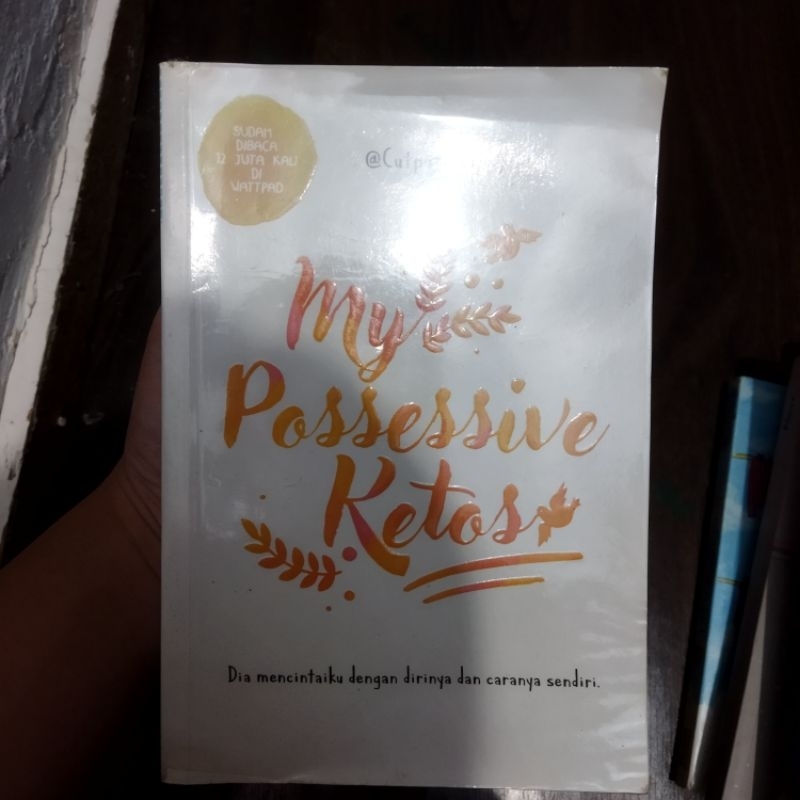 SUDAH
DIBACA
12 JUTA KALI
DI
WATTPAD
My
Possessive
Ketos
Dia mencintaiku dengan dirinya dan caranya sendiri.